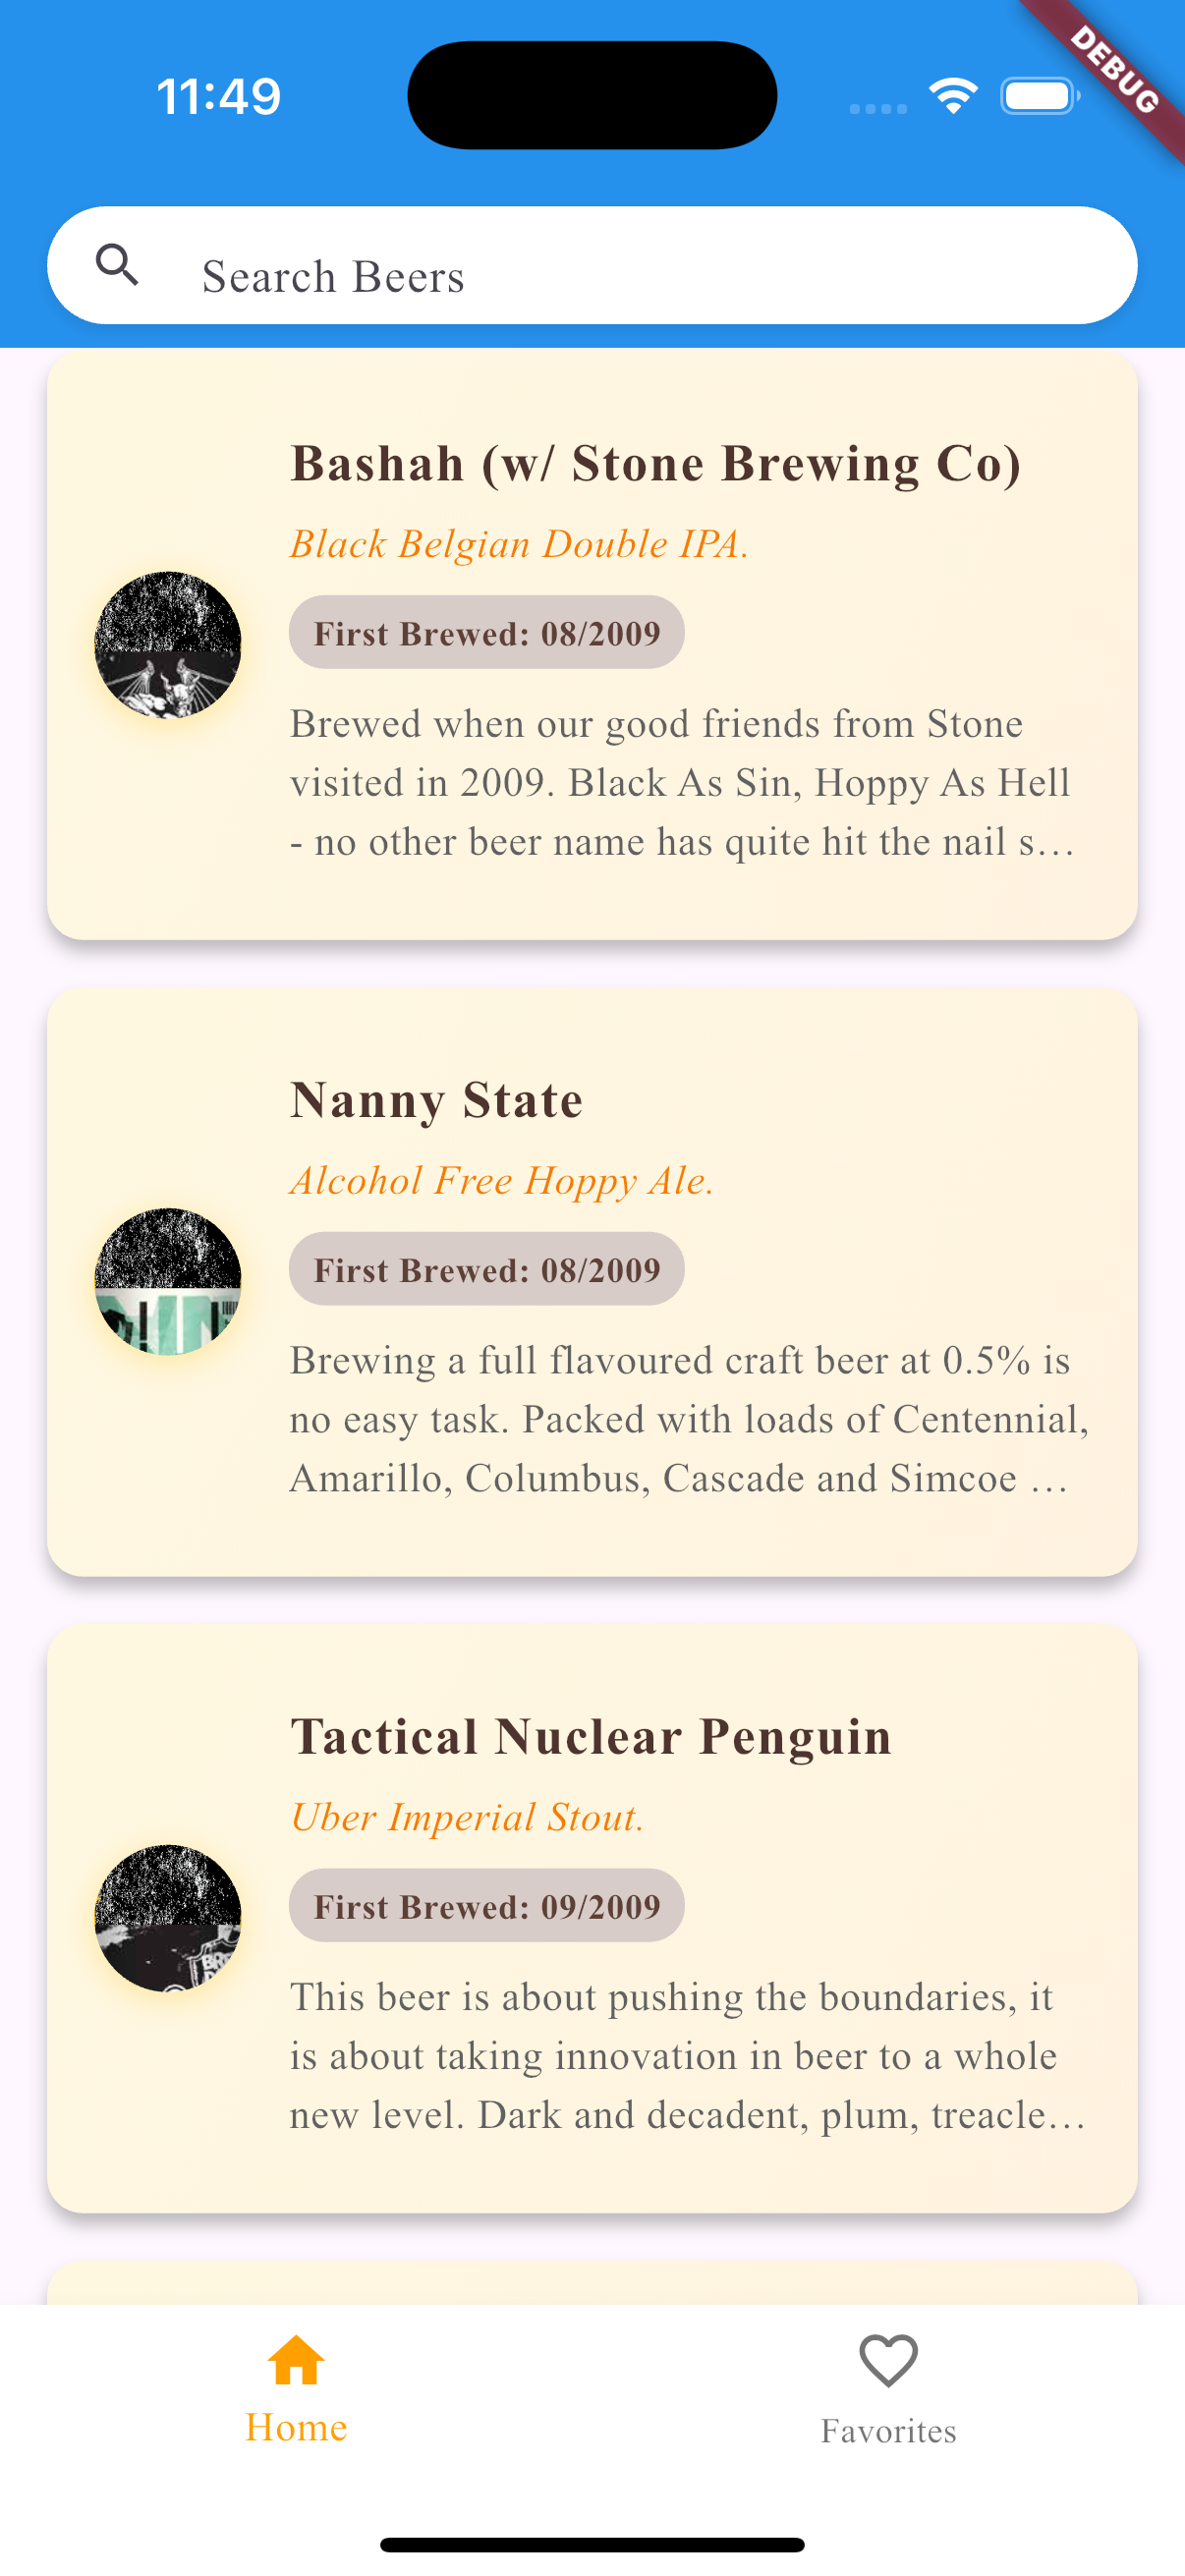 11:49
DEBUG
Search Beers
Bashah (w/ Stone Brewing Co)
Black Belgian Double IPA.
First Brewed: 08/2009
Brewed when our good friends from Stone
visited in 2009. Black As Sin, Hoppy As Hell
- no other beer name has quite hit the nail s…
Nanny State
Alcohol Free Hoppy Ale.
First Brewed: 08/2009
Brewing a full flavoured craft beer at 0.5% is
no easy task. Packed with loads of Centennial,
Amarillo, Columbus, Cascade and Simcoe …
Tactical Nuclear Penguin
Uber Imperial Stout.
First Brewed: 09/2009
This beer is about pushing the boundaries, it
is about taking innovation in beer to a whole
new level. Dark and decadent, plum, treacle…
Home
Favorites